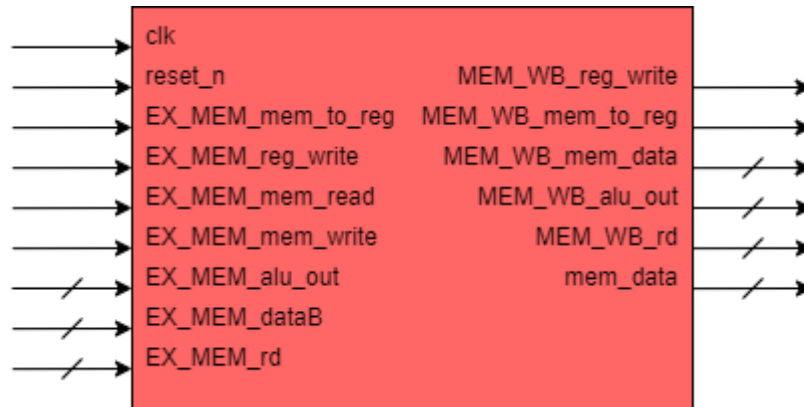 clk
reset_n
MEM_WB_reg_write
EX_MEM_mem_to_reg
MEM_WB_mem_to_reg
EX_MEM_reg_write
MEM_WB_mem_data
EX_MEM_mem_read
MEM_WB_alu_out
EX_MEM_mem_write
MEM_WB_rd
EX_MEM_alu_out
mem_data
EX_MEM_dataB
EX_MEM_rd